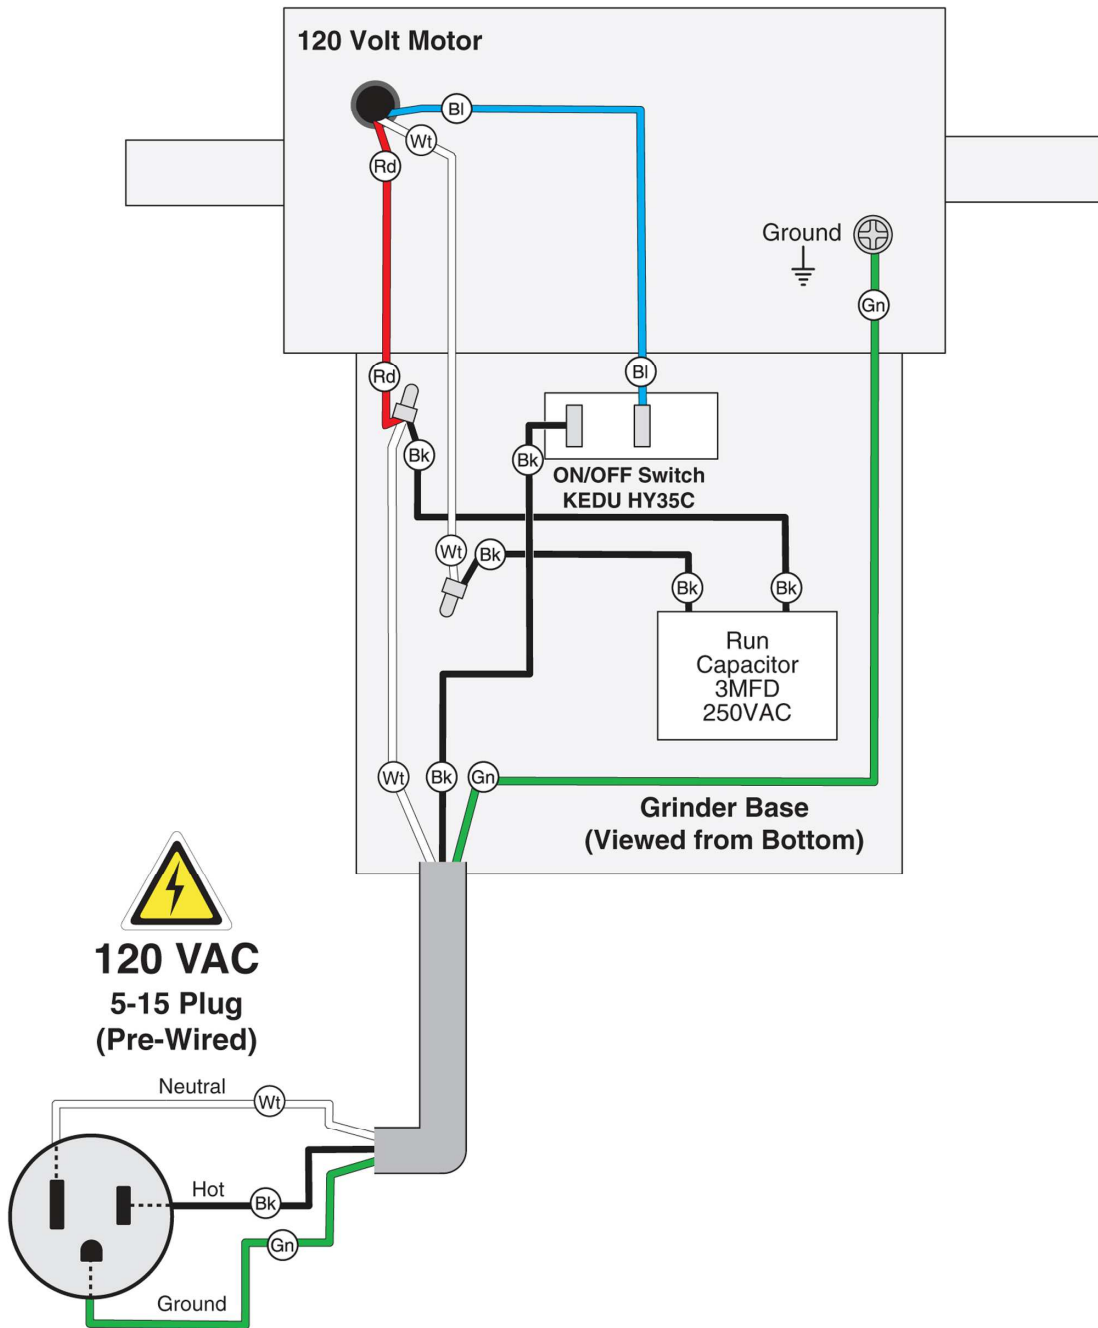 120 Volt Motor
Bl
Wt
Rd
Ground
Gn
Rd
Bl
Bk
Bk
ON/OFF Switch
KEDU HY35C
Wt
Bk
Bk
Bk
Run
Capacitor
3MFD
250VAC
Wt
Bk
Gn
Grinder Base
(Viewed from Bottom)
120 VAC
5-15 Plug
(Pre-Wired)
Neutral
Wt
Hot
Bk
Gn
Ground